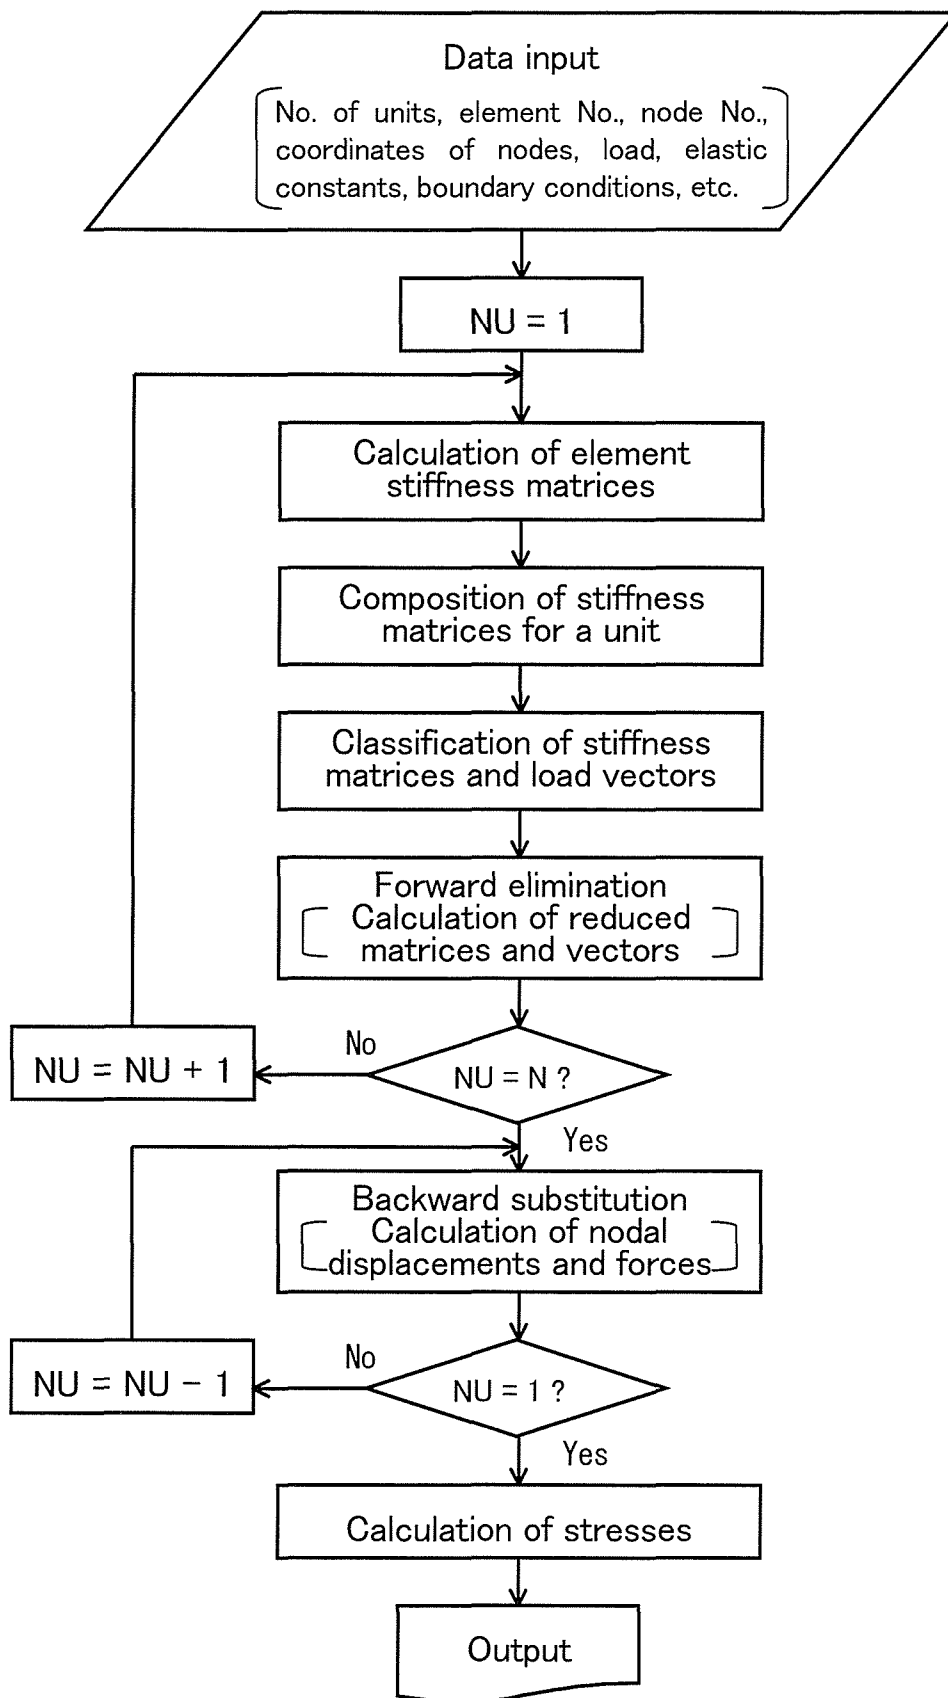 Data input
No. of units, element No., node No.,
coordinates of nodes, load, elastic
constants, boundary conditions, etc.
NU = 1
Calculation of element
stiffness matrices
Composition of stiffness
matrices for a unit
Classification of stiffness
matrices and load vectors
Forward elimination
Calculation of reduced
matrices and vectors
No
NU = NU + 1
NU = N ?
Yes
Backward substitution
Calculation of nodal
displacements and forces
No
NU = NU − 1
NU = 1 ?
Yes
Calculation of stresses
Output